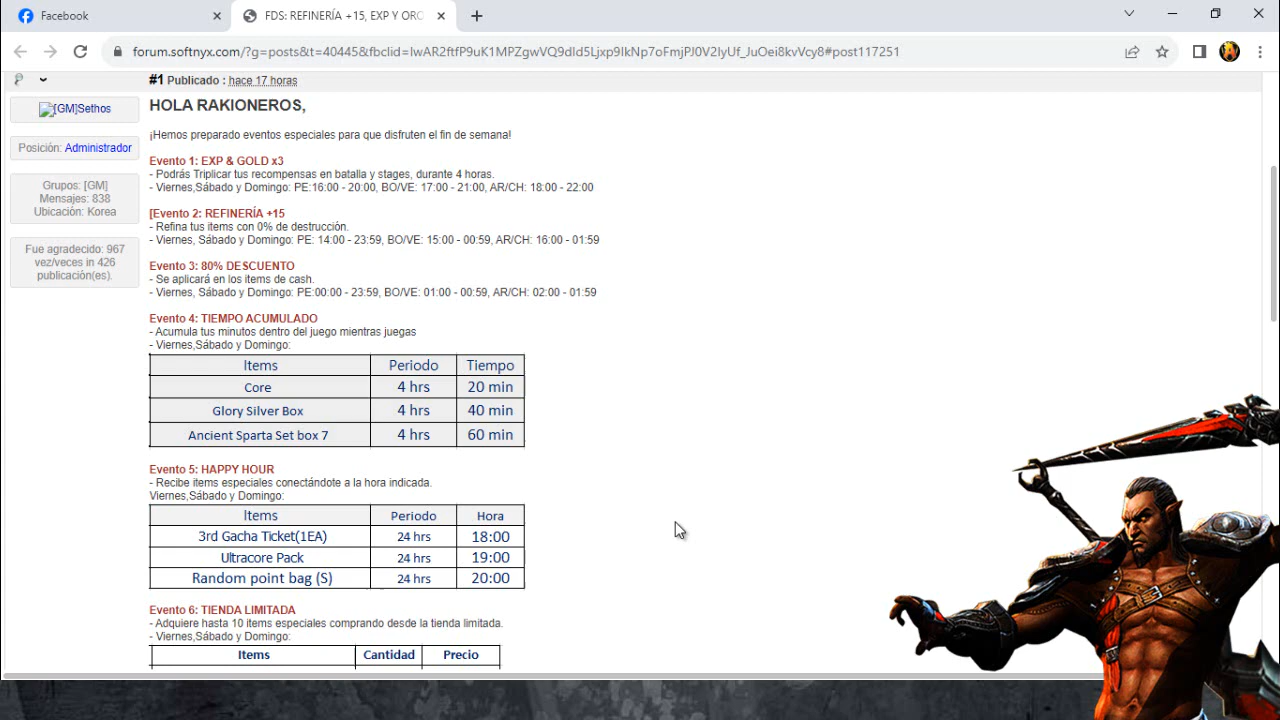 Facebook
FDS: REFINERÍA +15, EXP Y ORO
forum.softnyx.com/?g=posts&t=40445&fbclid=IwAR2ftfP9uK1MPZgwVQ9dId5Ljxp9IkNp7oFmjPJ0V2IyUf_JuOei8kvVcy8#post117251
#1 Publicado : hace 17 horas
[GM]Sethos
Posición: Administrador
Grupos: [GM]
Mensajes: 838
Ubicación: Korea
Fue agradecido: 967
vez/veces in 426
publicación(es).
HOLA RAKIONEROS,
¡Hemos preparado eventos especiales para que disfruten el fin de semana!
Evento 1: EXP & GOLD x3
- Podrás Triplicar tus recompensas en batalla y stages, durante 4 horas.
- Viernes,Sábado y Domingo: PE:16:00 - 20:00, BO/VE: 17:00 - 21:00, AR/CH: 18:00 - 22:00
[Evento 2: REFINERÍA +15
- Refina tus items con 0% de destrucción.
- Viernes, Sábado y Domingo: PE: 14:00 - 23:59, BO/VE: 15:00 - 00:59, AR/CH: 16:00 - 01:59
Evento 3: 80% DESCUENTO
- Se aplicará en los items de cash.
- Viernes, Sábado y Domingo: PE:00:00 - 23:59, BO/VE: 01:00 - 00:59, AR/CH: 02:00 - 01:59
Evento 4: TIEMPO ACUMULADO
- Acumula tus minutos dentro del juego mientras juegas
- Viernes,Sábado y Domingo:
Items Periodo Tiempo
Core 4 hrs 20 min
Glory Silver Box 4 hrs 40 min
Ancient Sparta Set box 7 4 hrs 60 min
Evento 5: HAPPY HOUR
- Recibe items especiales conectándote a la hora indicada.
Viernes,Sábado y Domingo:
Items Periodo Hora
3rd Gacha Ticket(1EA) 24 hrs 18:00
Ultracore Pack 24 hrs 19:00
Random point bag (S) 24 hrs 20:00
Evento 6: TIENDA LIMITADA
- Adquiere hasta 10 items especiales comprando desde la tienda limitada.
- Viernes,Sábado y Domingo:
Items Cantidad Precio